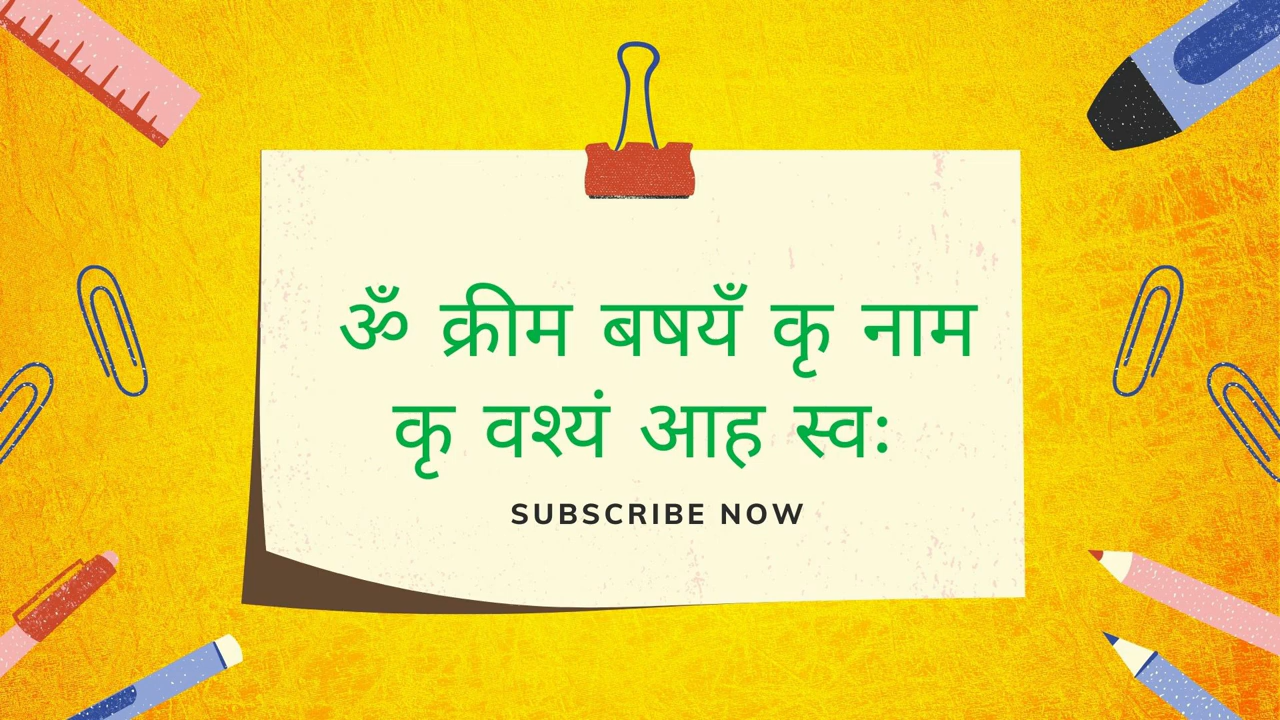 ॐ क्रीम बषयँ कृ नाम
कृ वश्यं आह स्वः
SUBSCRIBE NOW